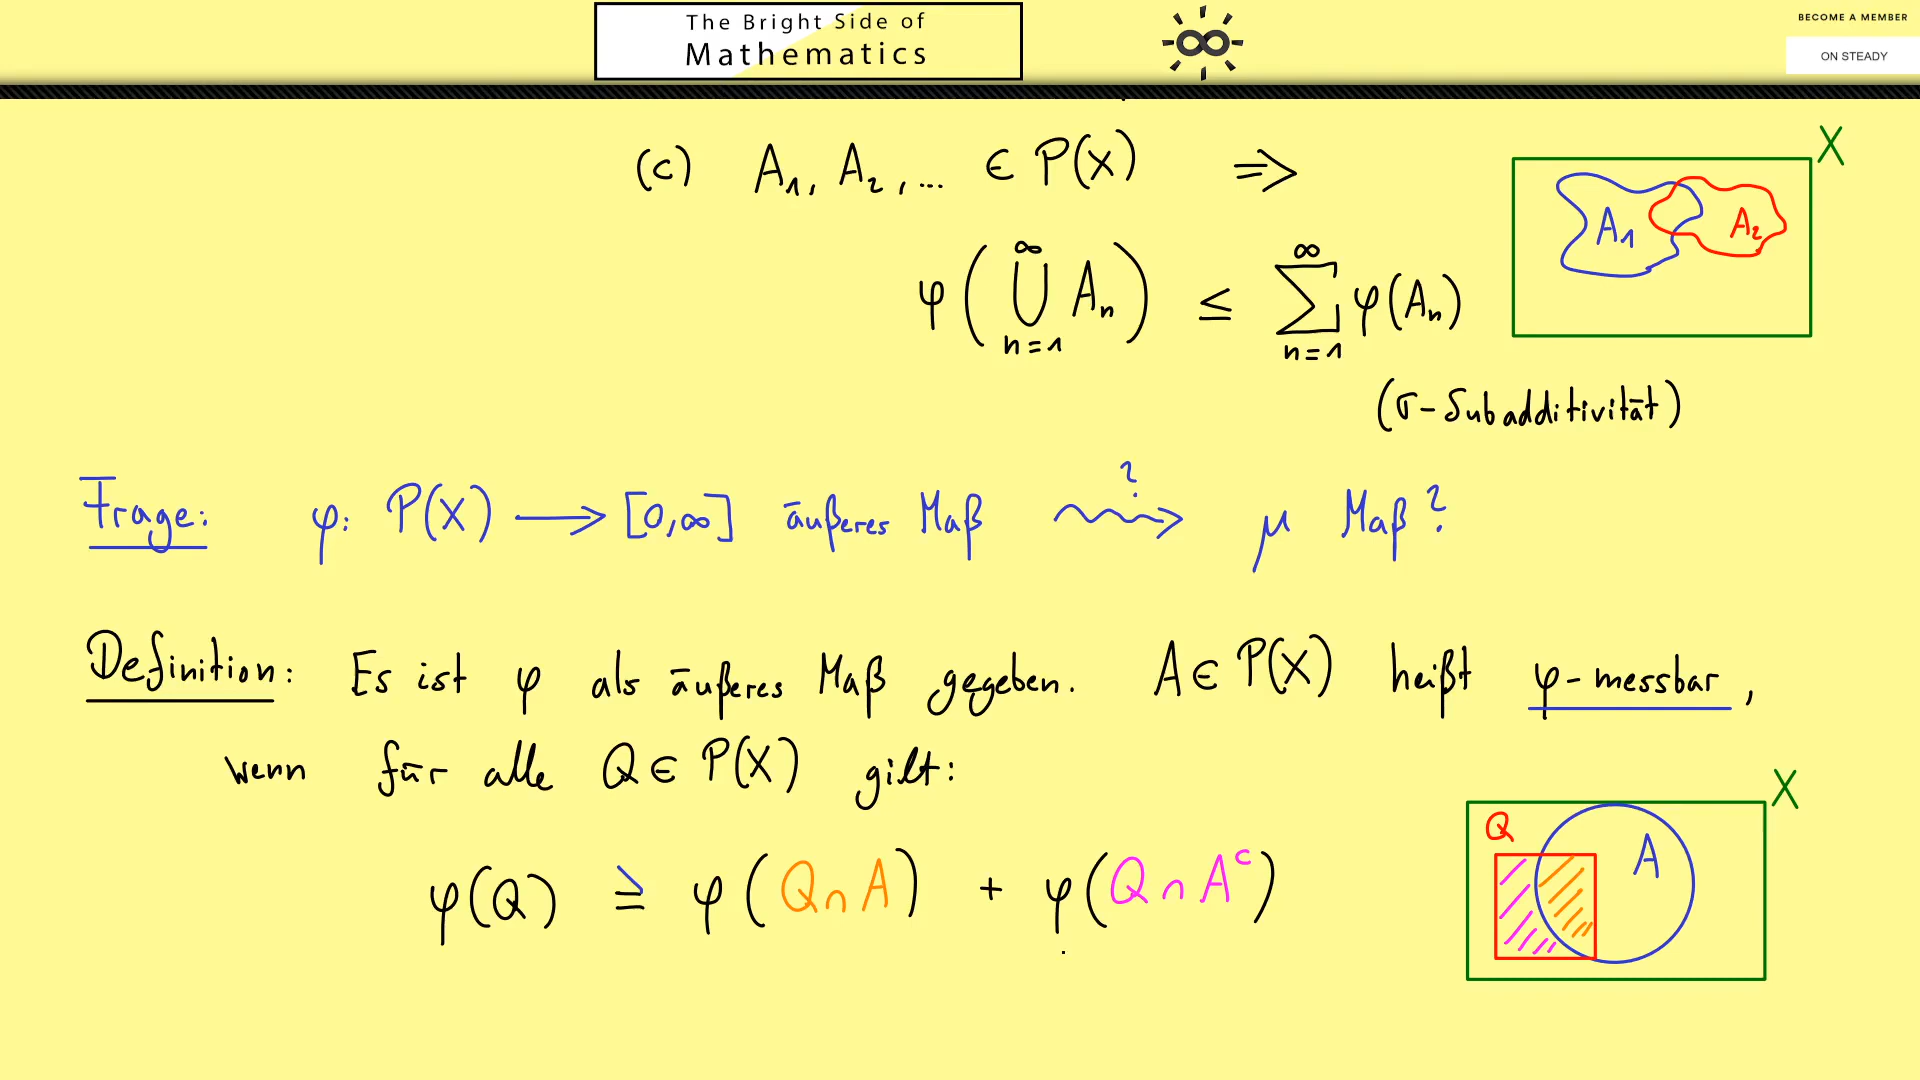 The Bright Side of
Mathematics
BECOME A MEMBER
ON STEADY
(c) A₁, A₂, ... ∈ P(X) ⇒
X
A₁ A₂
φ(⋃_{n=1}^{∞} Aₙ) ≤ ∑_{n=1}^{∞} φ(Aₙ)
(σ-Subadditivität)
Frage: φ: P(X) ⟶ [0,∞] äußeres Maß ⇝? μ Maß?
Definition: Es ist φ als äußeres Maß gegeben. A ∈ P(X) heißt φ-messbar,
wenn für alle Q ∈ P(X) gilt:
X
Q A
φ(Q) ≧ φ(Q∩A) + φ(Q∩Aᶜ)